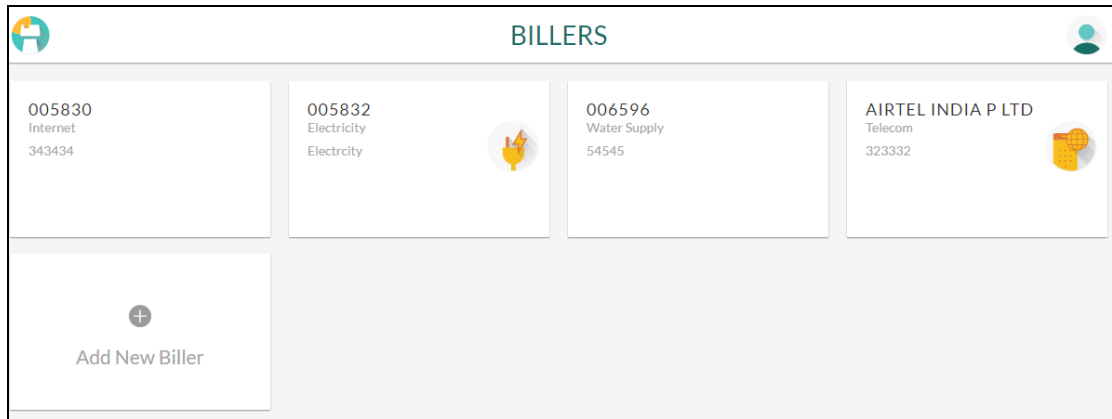 BILLERS
005830
Internet
343434
005832
Electricity
Electrcity
006596
Water Supply
54545
AIRTEL INDIA P LTD
Telecom
323332
Add New Biller